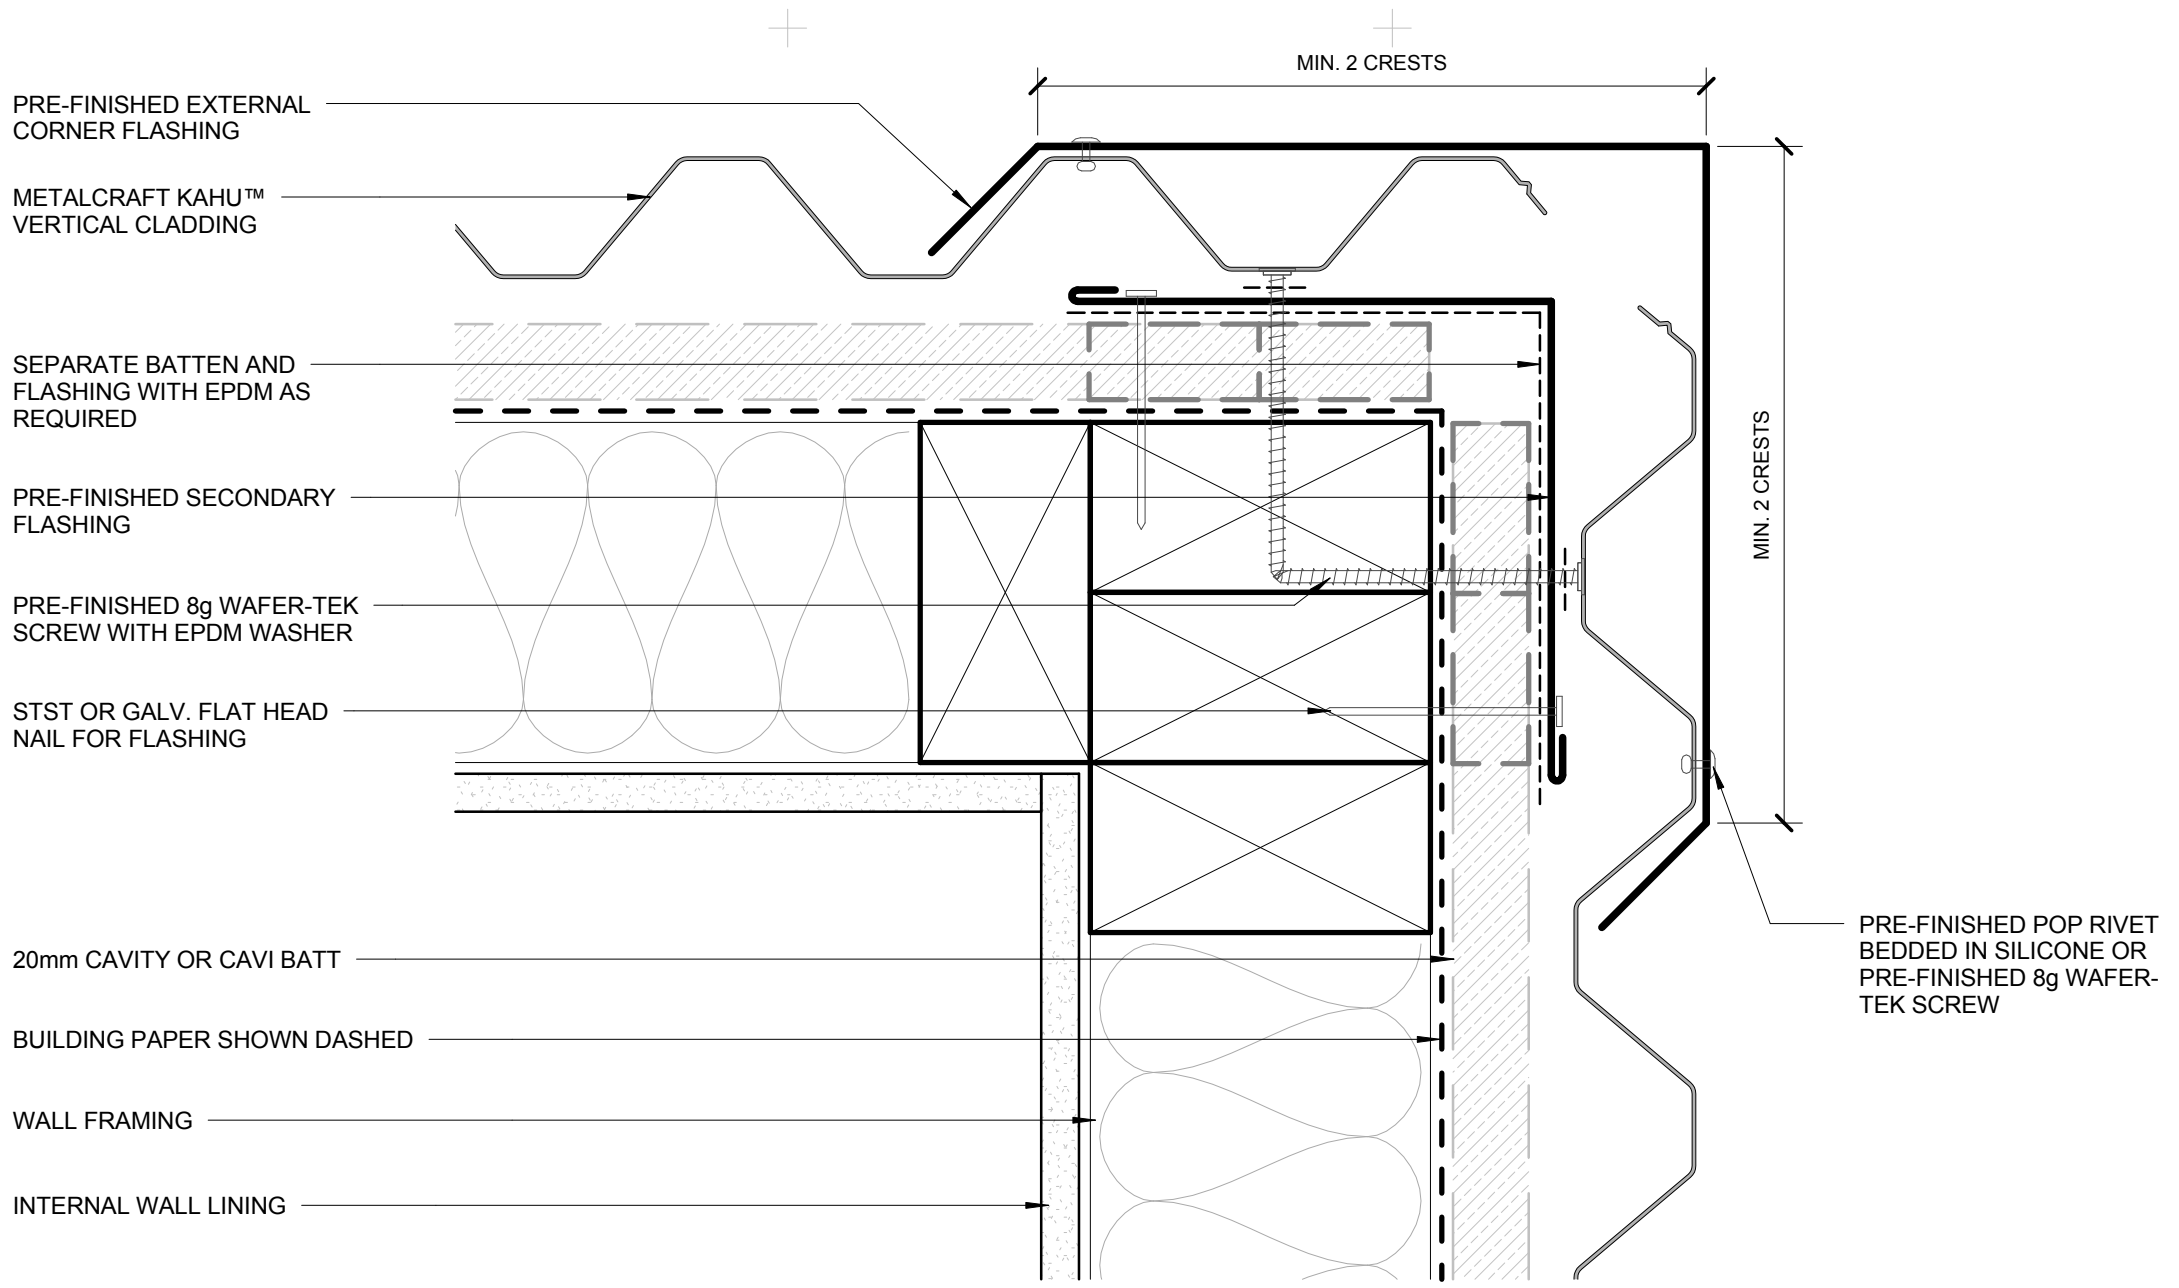 MIN. 2 CRESTS
PRE-FINISHED EXTERNAL
CORNER FLASHING
METALCRAFT KAHU™
VERTICAL CLADDING
SEPARATE BATTEN AND
FLASHING WITH EPDM AS
REQUIRED
PRE-FINISHED SECONDARY
FLASHING
MIN. 2 CRESTS
PRE-FINISHED 8g WAFER-TEK
SCREW WITH EPDM WASHER
STST OR GALV. FLAT HEAD
NAIL FOR FLASHING
20mm CAVITY OR CAVI BATT
BUILDING PAPER SHOWN DASHED
WALL FRAMING
INTERNAL WALL LINING
PRE-FINISHED POP RIVET
BEDDED IN SILICONE OR
PRE-FINISHED 8g WAFER-
TEK SCREW